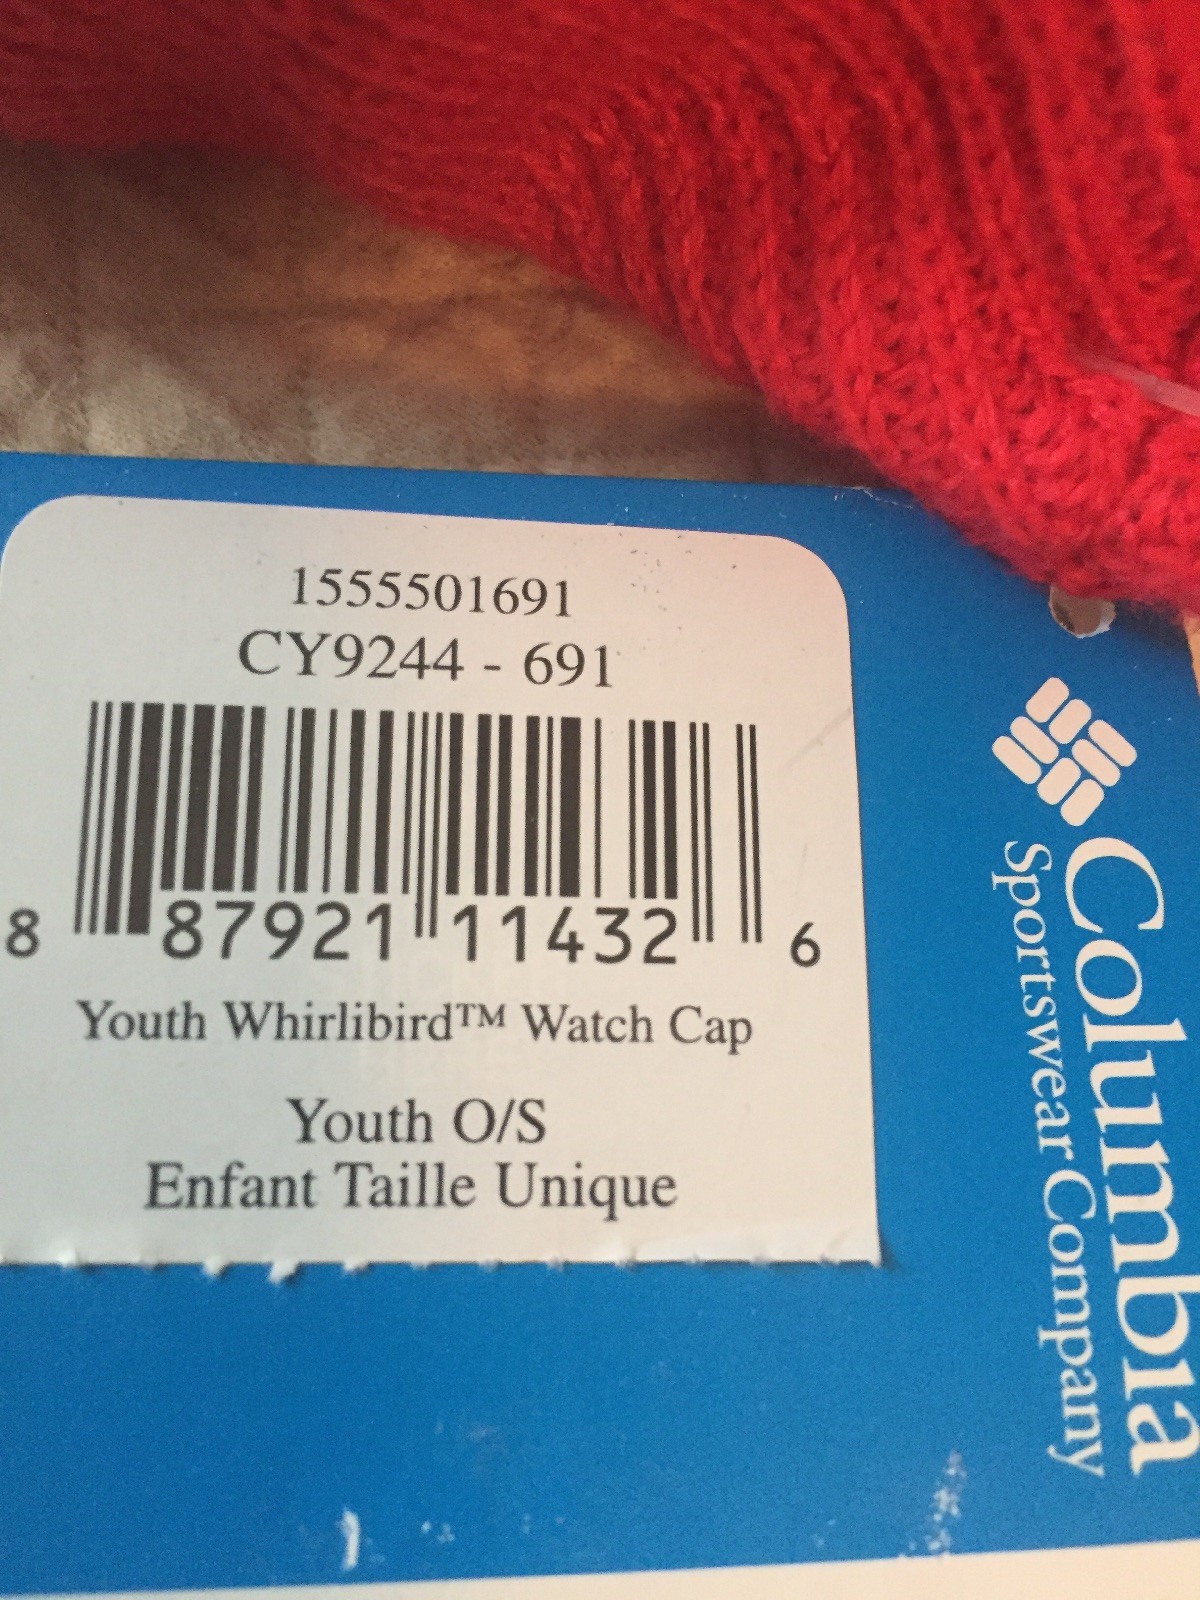 1555501691
CY9244 - 691
8 87921 11432 6
Youth Whirlibird™ Watch Cap
Youth O/S
Enfant Taille Unique
Columbia
Sportswear Company